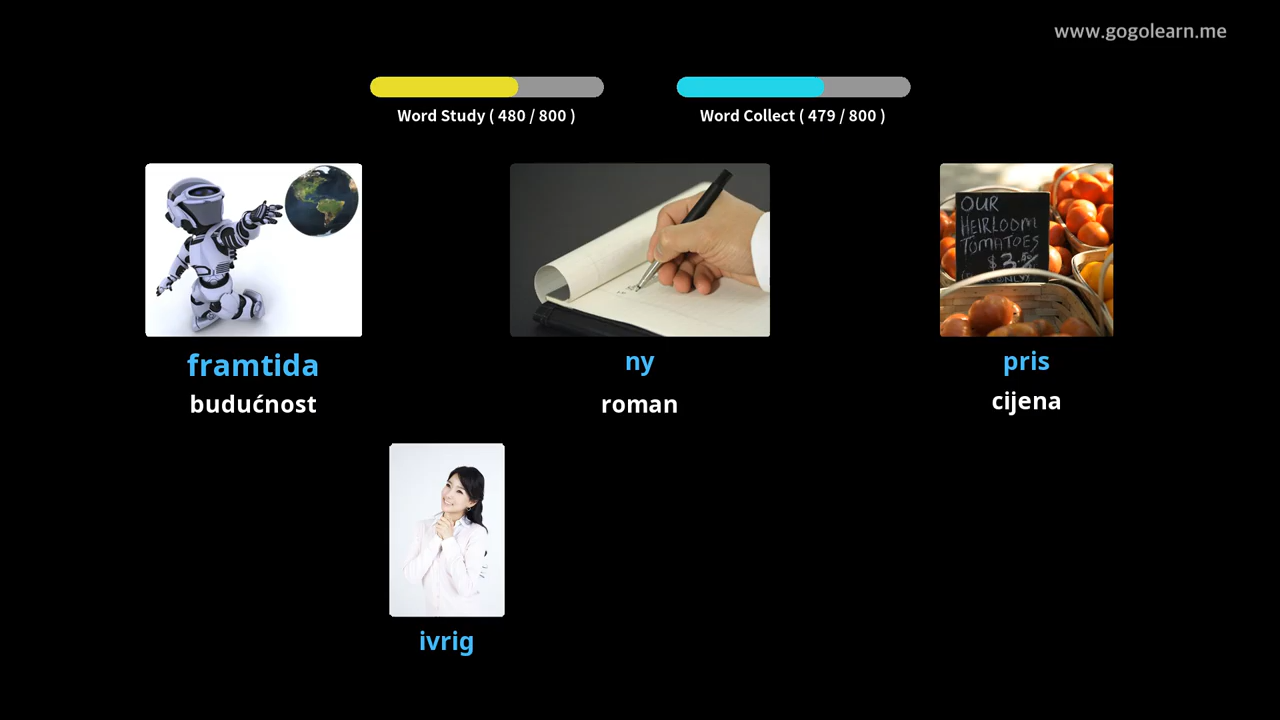 www.gogolearn.me
Word Study ( 480 / 800 )
Word Collect ( 479 / 800 )
OUR
HEIRLOOM
TOMATOES
framtida
budućnost
ny
roman
pris
cijena
ivrig